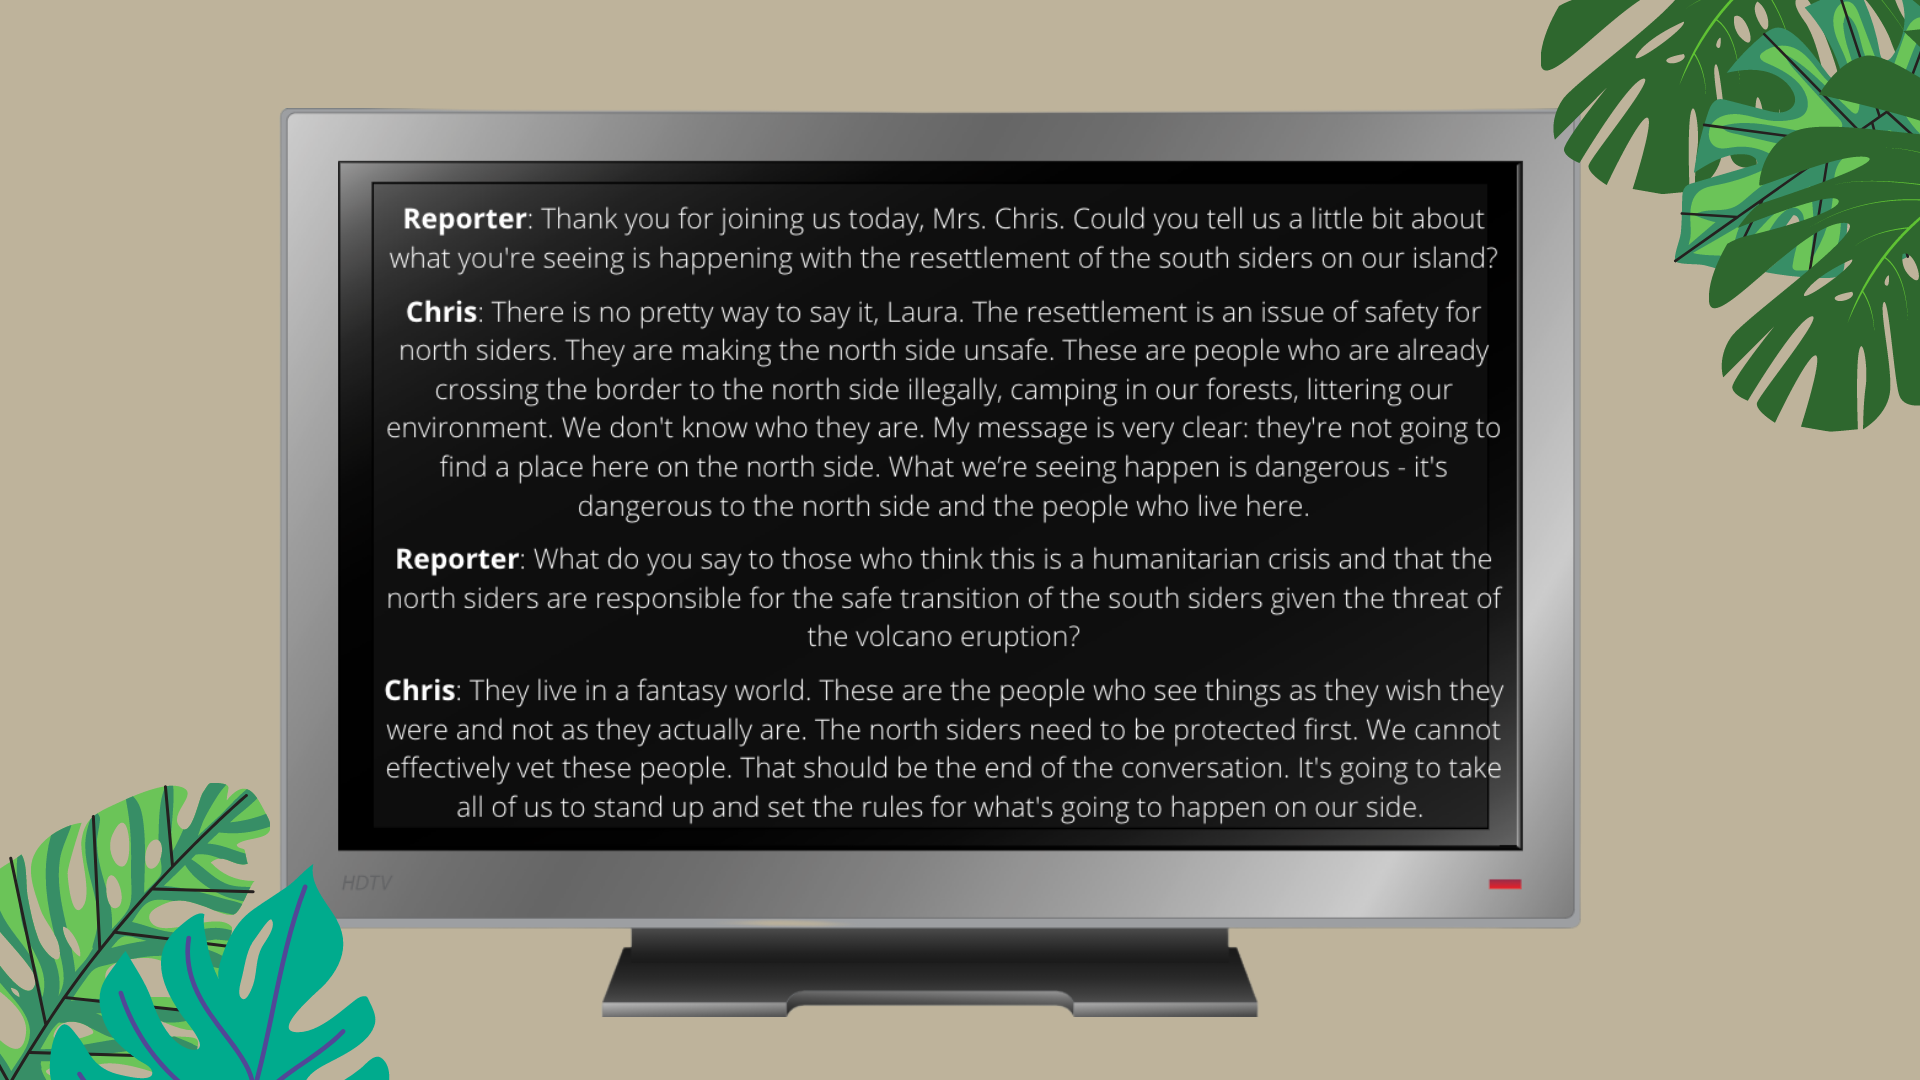 Reporter: Thank you for joining us today, Mrs. Chris. Could you tell us a little bit about
what you're seeing is happening with the resettlement of the south siders on our island?
Chris: There is no pretty way to say it, Laura. The resettlement is an issue of safety for
north siders. They are making the north side unsafe. These are people who are already
crossing the border to the north side illegally, camping in our forests, littering our
environment. We don't know who they are. My message is very clear: they're not going to
find a place here on the north side. What we’re seeing happen is dangerous - it's
dangerous to the north side and the people who live here.
Reporter: What do you say to those who think this is a humanitarian crisis and that the
north siders are responsible for the safe transition of the south siders given the threat of
the volcano eruption?
Chris: They live in a fantasy world. These are the people who see things as they wish they
were and not as they actually are. The north siders need to be protected first. We cannot
effectively vet these people. That should be the end of the conversation. It's going to take
all of us to stand up and set the rules for what's going to happen on our side.
HDTV